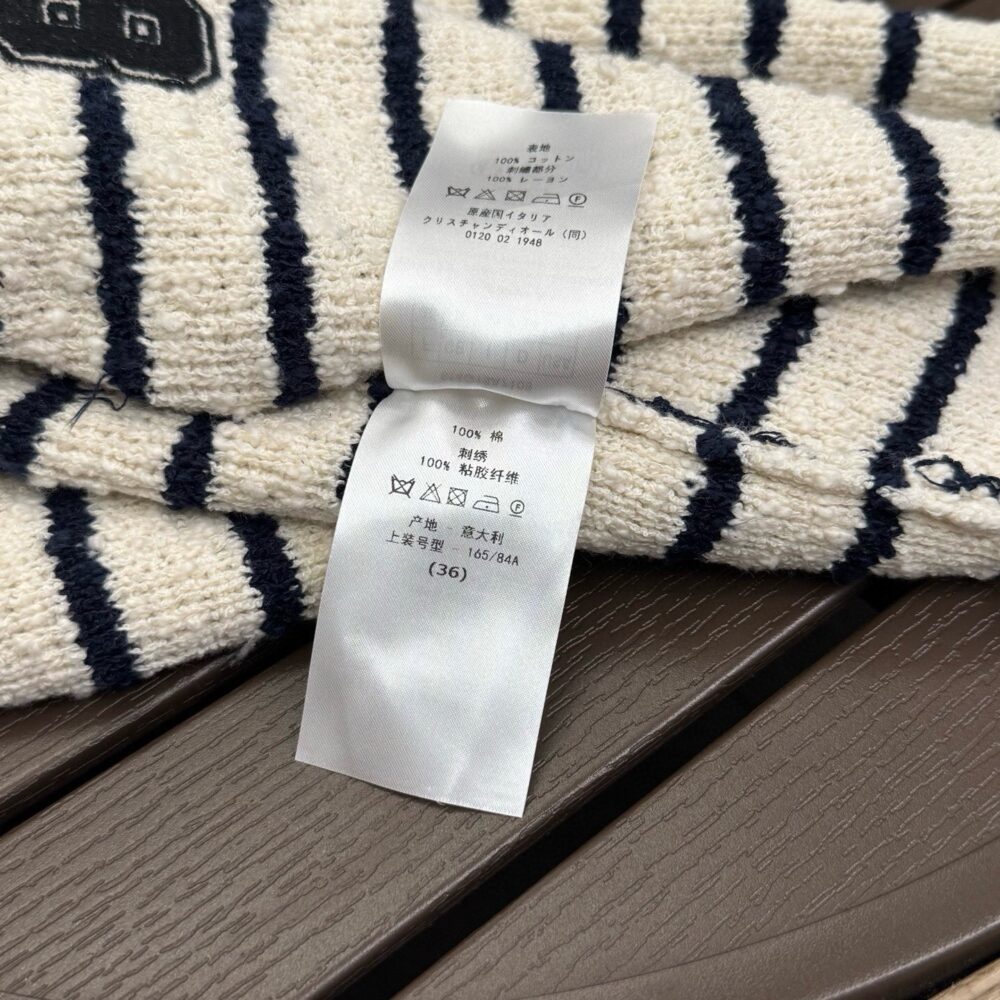 8
表地
100% コットン
刺繍部分
100% レーヨン
原産国イタリア
クリスチャンディオール（同）
0120 02 1948
100% 棉
刺绣
100% 粘胶纤维
产地 - 意大利
上装号型 - 165/84A
(36)